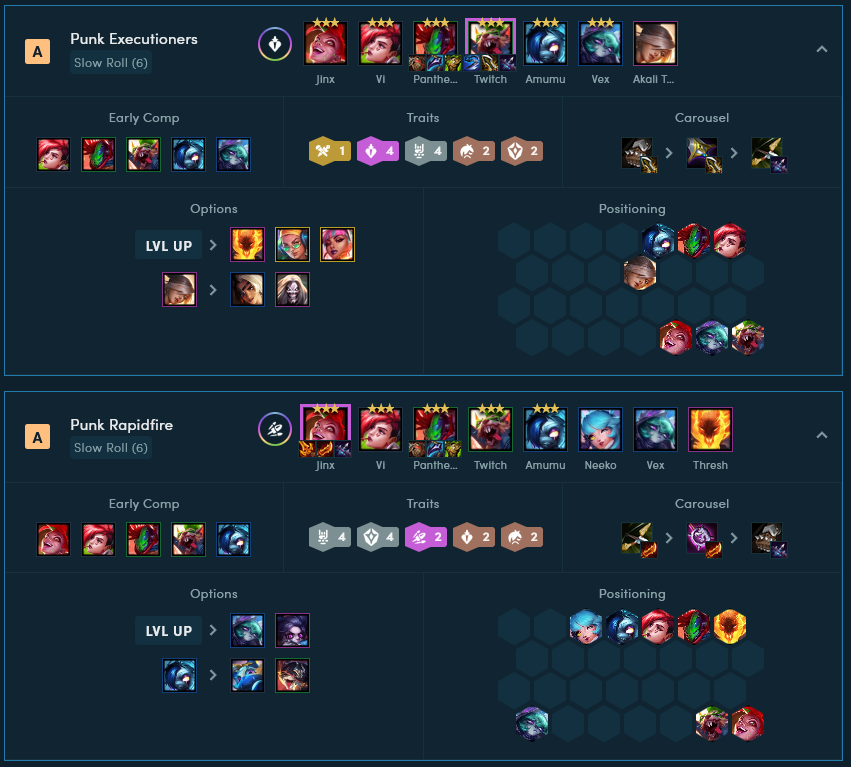 A
Punk Executioners
Slow Roll (6)
Jinx
Vi
Panthe...
Twitch
Amumu
Vex
Akali T...
Early Comp
Traits
Carousel
1
4
4
2
2
Options
Positioning
LVL UP
A
Punk Rapidfire
Slow Roll (6)
Jinx
Vi
Panthe...
Twitch
Amumu
Neeko
Vex
Thresh
Early Comp
Traits
Carousel
4
4
2
2
2
Options
Positioning
LVL UP